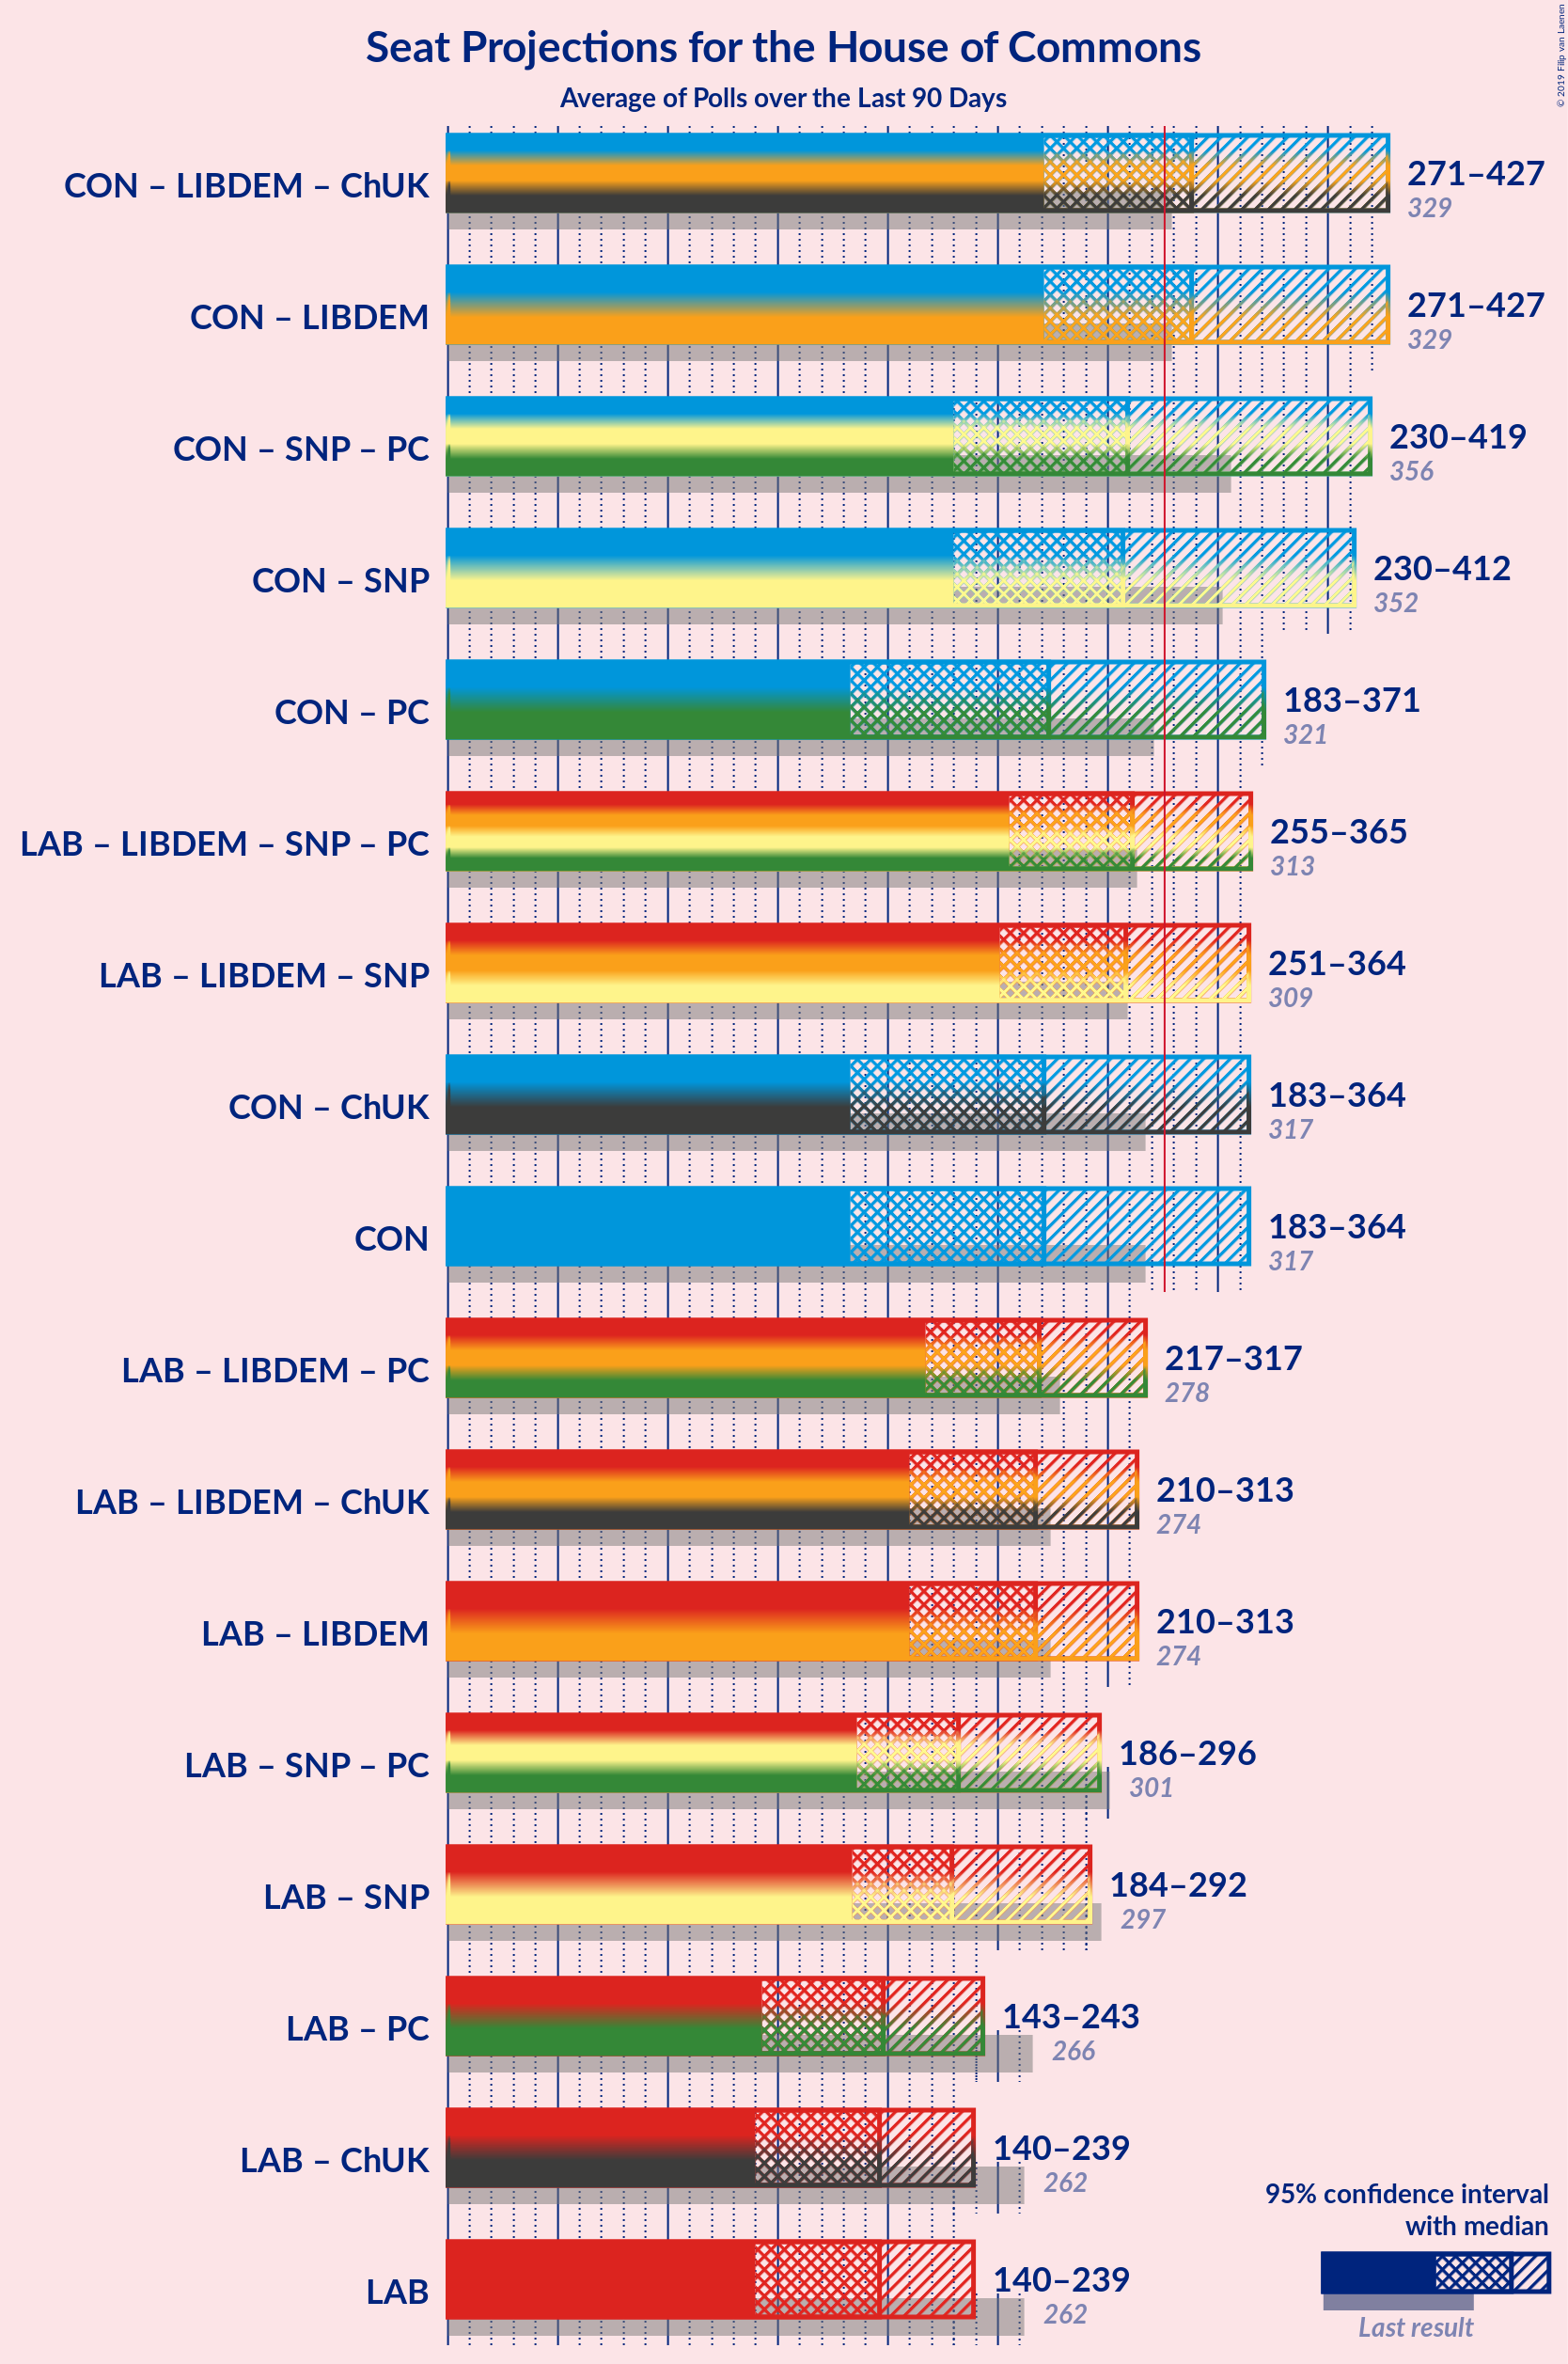 Seat Projections for the House of Commons
Average of Polls over the Last 90 Days
© 2019 Filip van Laenen
CON – LIBDEM – ChUK
271–427
329
CON – LIBDEM
271–427
329
CON – SNP – PC
230–419
356
CON – SNP
230–412
352
CON – PC
183–371
321
LAB – LIBDEM – SNP – PC
255–365
313
LAB – LIBDEM – SNP
251–364
309
CON – ChUK
183–364
317
CON
183–364
317
LAB – LIBDEM – PC
217–317
278
LAB – LIBDEM – ChUK
210–313
274
LAB – LIBDEM
210–313
274
LAB – SNP – PC
186–296
301
LAB – SNP
184–292
297
LAB – PC
143–243
266
LAB – ChUK
140–239
262
LAB
140–239
262
95% confidence interval
with median
Last result